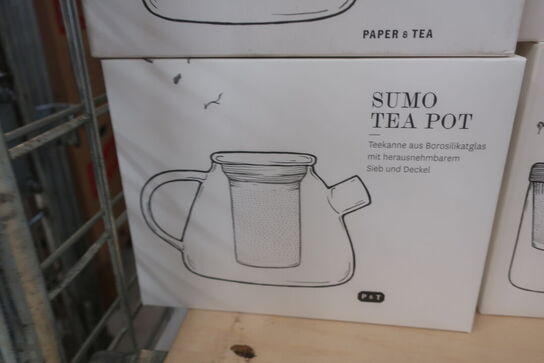 PAPER & TEA
SUMO
TEA POT
Teekanne aus Borosilikatglas
mit herausnehmbarem
Sieb und Deckel
P & T